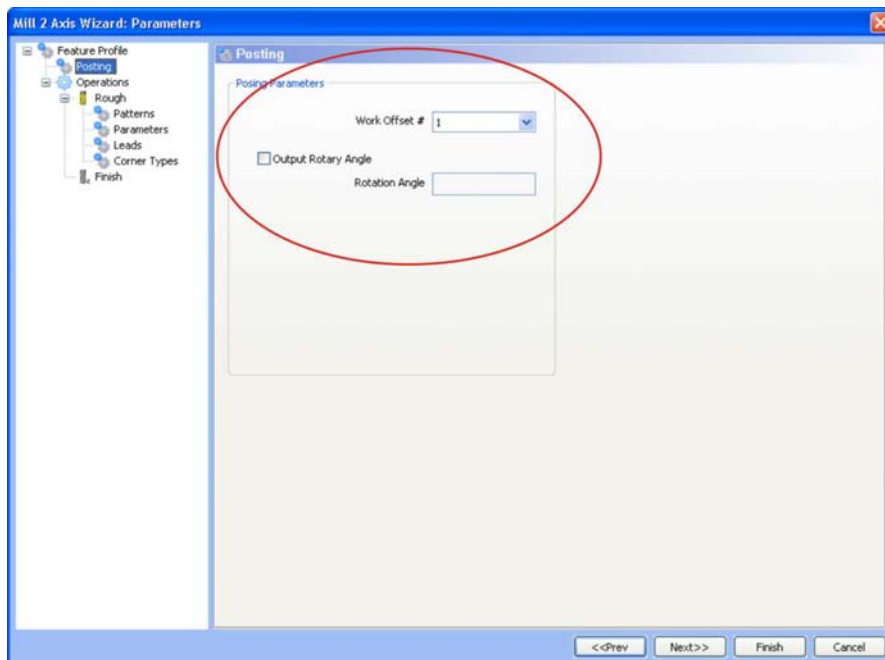 Mill 2 Axis Wizard: Parameters
Feature Profile
Posting
Operations
Rough
Patterns
Parameters
Leads
Corner Types
Finish
Posting
Posing Parameters
Work Offset # 1
Output Rotary Angle
Rotation Angle
<<Prev Next>> Finish Cancel